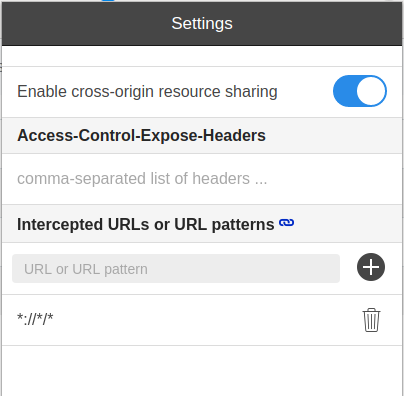 Settings
Enable cross-origin resource sharing
Access-Control-Expose-Headers
comma-separated list of headers ...
Intercepted URLs or URL patterns
URL or URL pattern
*://*/*